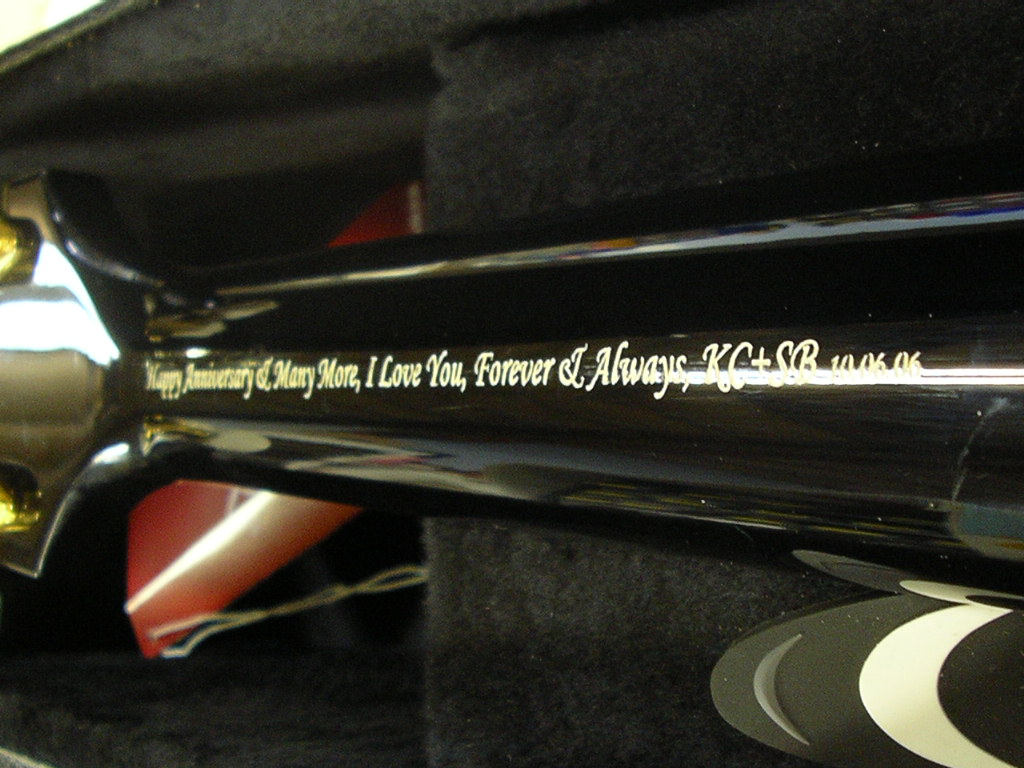 Happy Anniversary & Many More, I Love You, Forever & Always, KC+SB 10.06.06